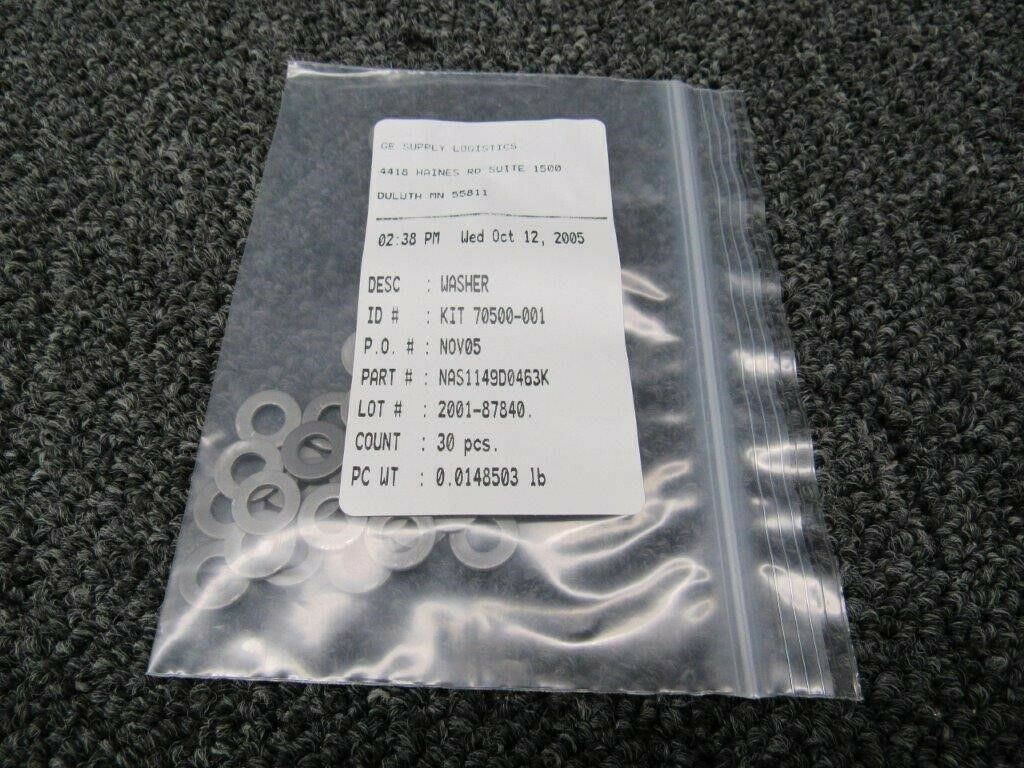 GE SUPPLY LOGISTICS
4418 HAINES RD SUITE 1500
DULUTH MN 55811
02:38 PM Wed Oct 12, 2005
DESC : WASHER
ID # : KIT 70500-001
P.O. # : NOV05
PART # : NAS1149D0463K
LOT # : 2001-87840.
COUNT : 30 pcs.
PC WT : 0.0148503 lb